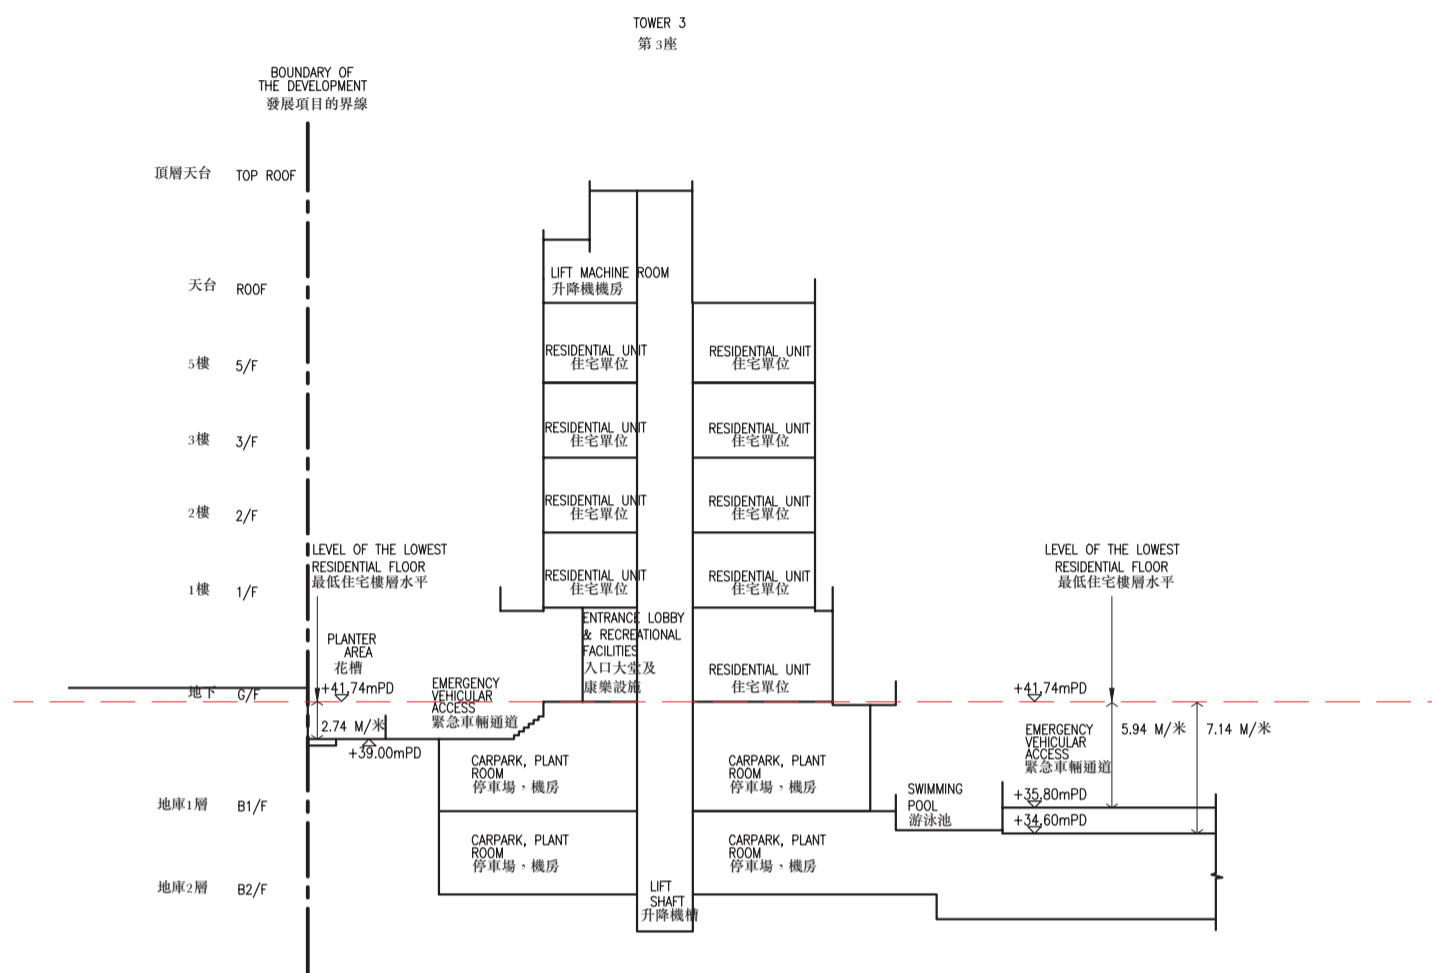 TOWER 3
第 3座
BOUNDARY OF
THE DEVELOPMENT
發展項目的界線
頂層天台 TOP ROOF
天台 ROOF
LIFT MACHINE ROOM
升降機機房
5樓 5/F
RESIDENTIAL UNIT
住宅單位
RESIDENTIAL UNIT
住宅單位
3樓 3/F
RESIDENTIAL UNIT
住宅單位
RESIDENTIAL UNIT
住宅單位
2樓 2/F
RESIDENTIAL UNIT
住宅單位
RESIDENTIAL UNIT
住宅單位
1樓 1/F
RESIDENTIAL UNIT
住宅單位
RESIDENTIAL UNIT
住宅單位
LEVEL OF THE LOWEST
RESIDENTIAL FLOOR
最低住宅樓層水平
LEVEL OF THE LOWEST
RESIDENTIAL FLOOR
最低住宅樓層水平
地下 G/F
PLANTER
AREA
花槽
+41.74mPD
2.74 M/米
+39.00mPD
EMERGENCY
VEHICULAR
ACCESS
緊急車輛通道
ENTRANCE LOBBY
& RECREATIONAL
FACILITIES
入口大堂及
康樂設施
RESIDENTIAL UNIT
住宅單位
+41.74mPD
EMERGENCY
VEHICULAR
ACCESS
緊急車輛通道
5.94 M/米
7.14 M/米
地庫1層 B1/F
CARPARK, PLANT
ROOM
停車場，機房
CARPARK, PLANT
ROOM
停車場，機房
SWIMMING
POOL
游泳池
+35.80mPD
+34.60mPD
地庫2層 B2/F
CARPARK, PLANT
ROOM
停車場，機房
CARPARK, PLANT
ROOM
停車場，機房
LIFT
SHAFT
升降機槽